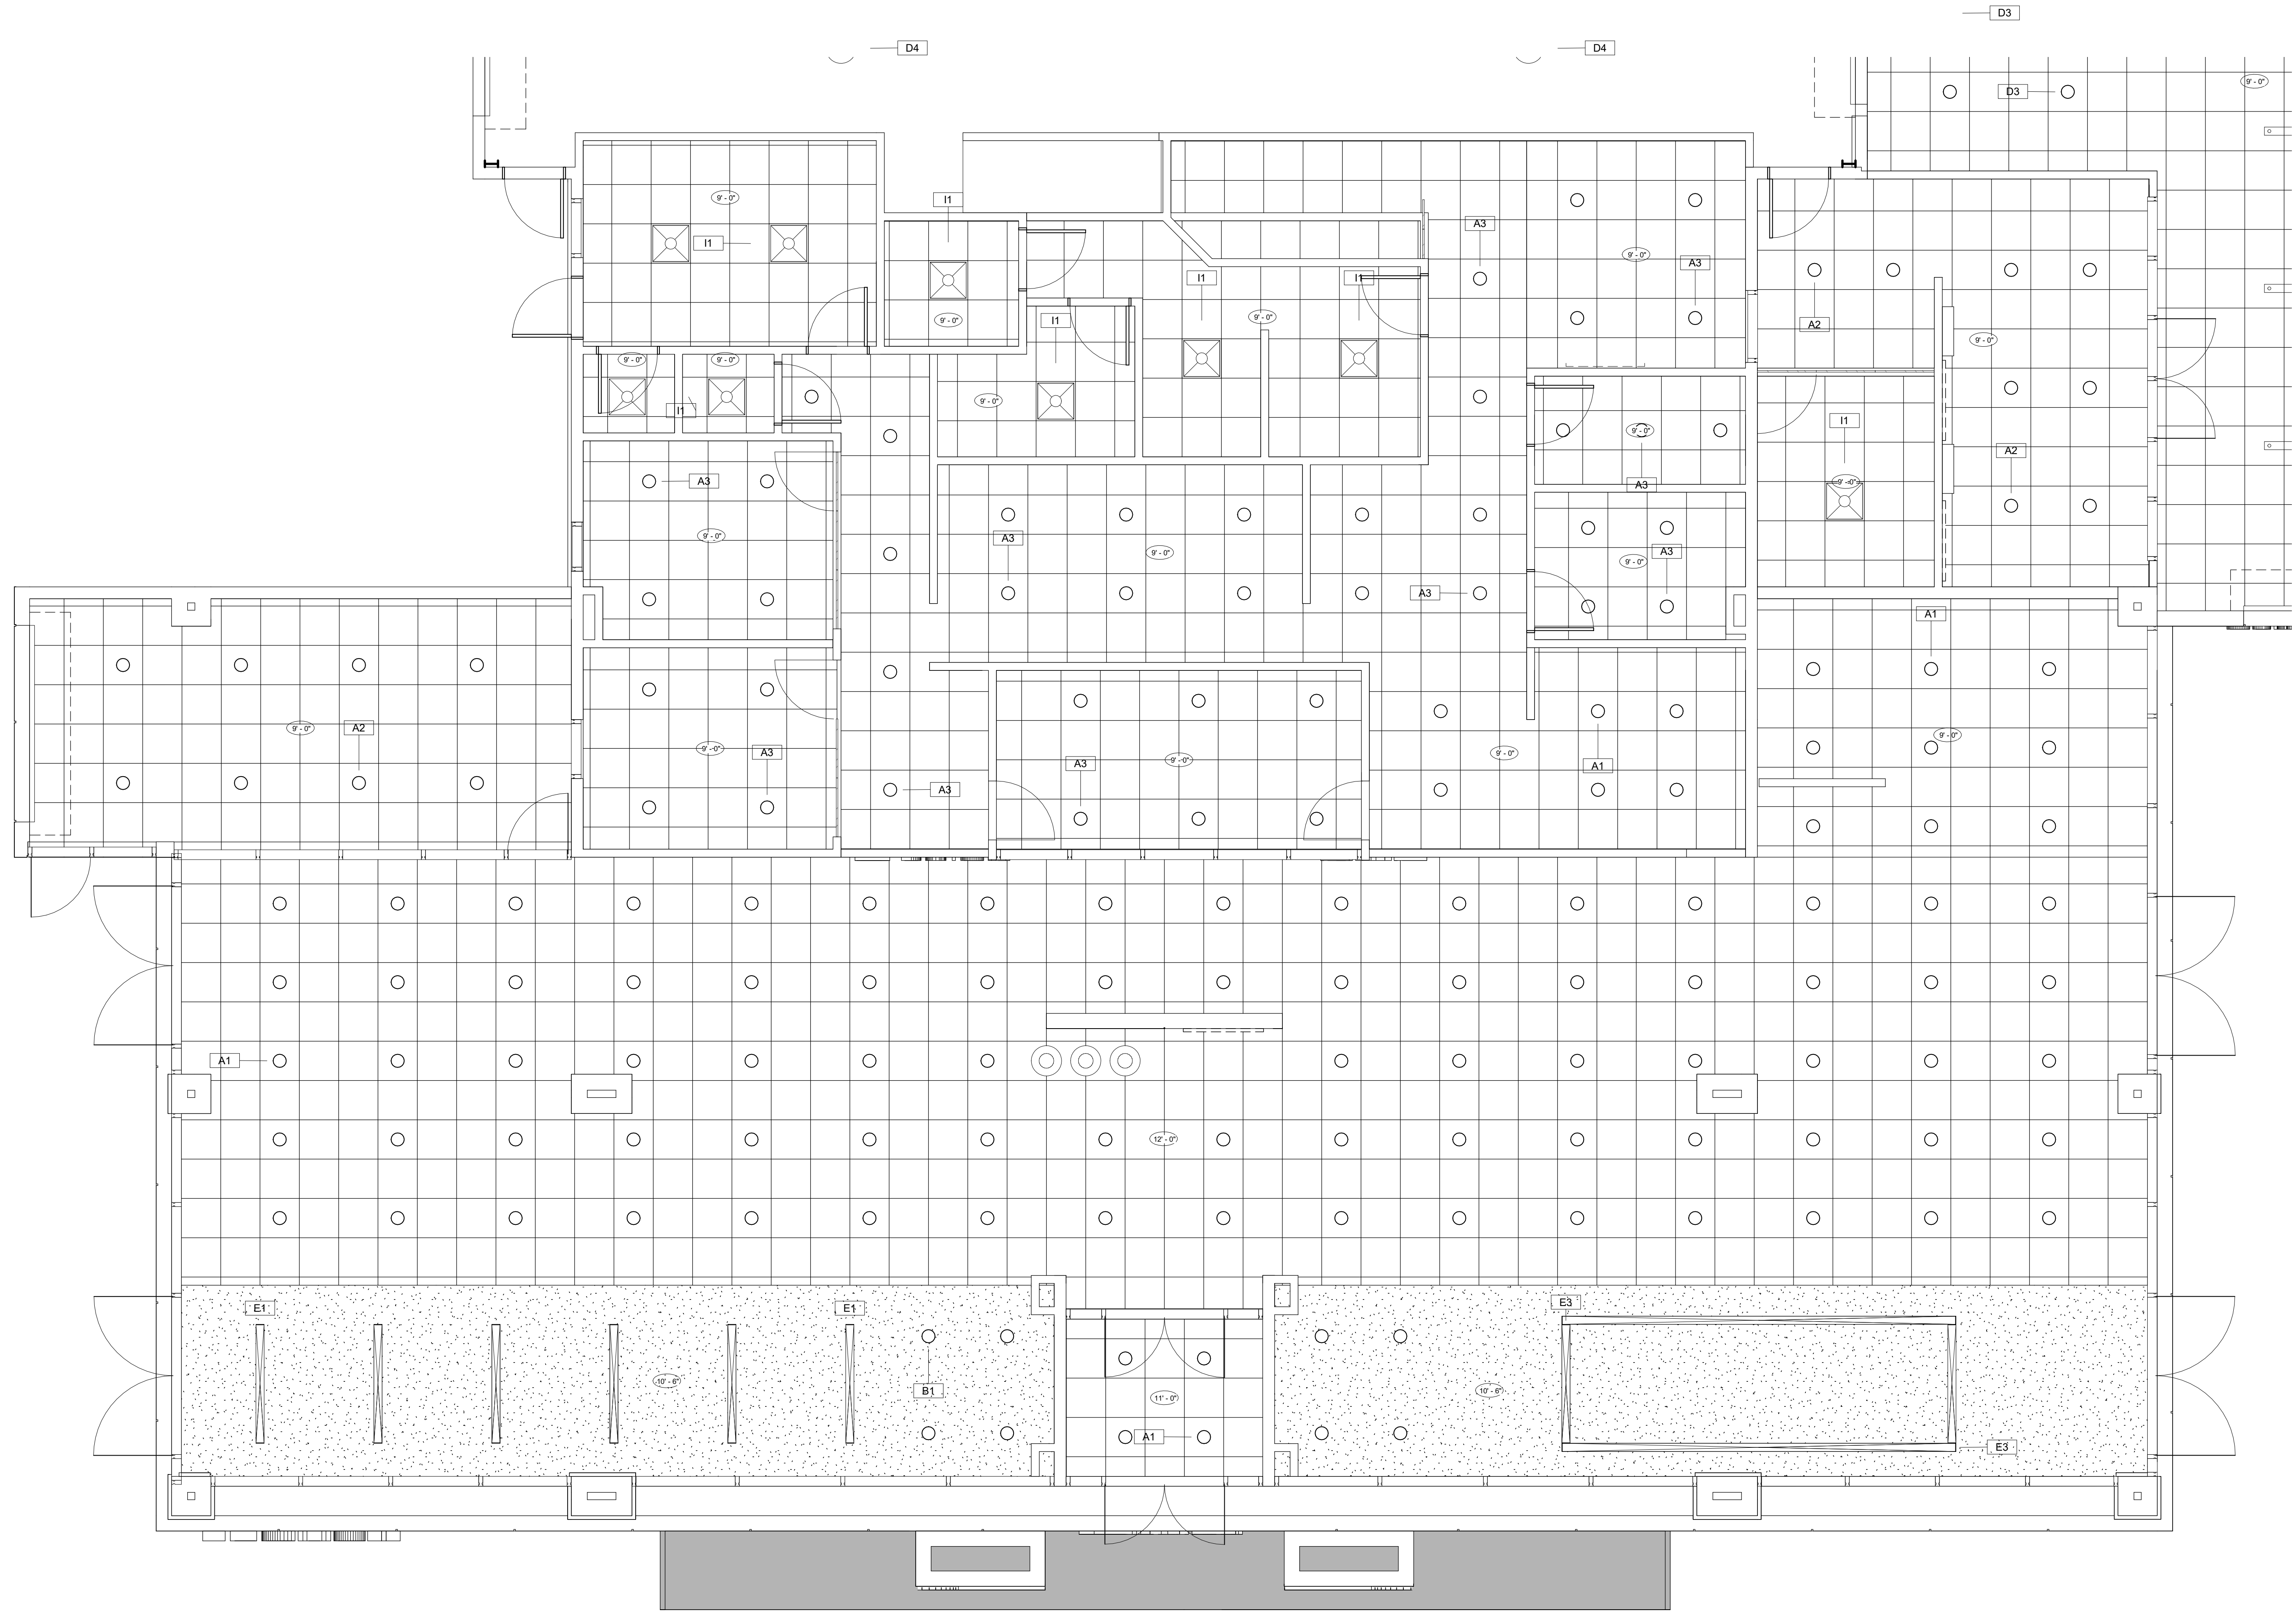 D3
D4
D4
9' - 0"
D3
9' - 0"
I1
A3
I1
9' - 0"
A3
I1
I1
9' - 0"
9' - 0"
I1
A2
9' - 0"
9' - 0"
9' - 0"
9' - 0"
I1
I1
9' - 0"
A3
A2
A3
9' - 0"
A3
9' - 0"
A3
9' - 0"
A3
9' - 0"
A3
A1
A2
9' - 0"
9' - 0"
A3
9' - 0"
A3
9' - 0"
A1
9' - 0"
A3
A1
12' - 0"
E1
E1
E3
10' - 6"
B1
11' - 0"
10' - 6"
A1
E3